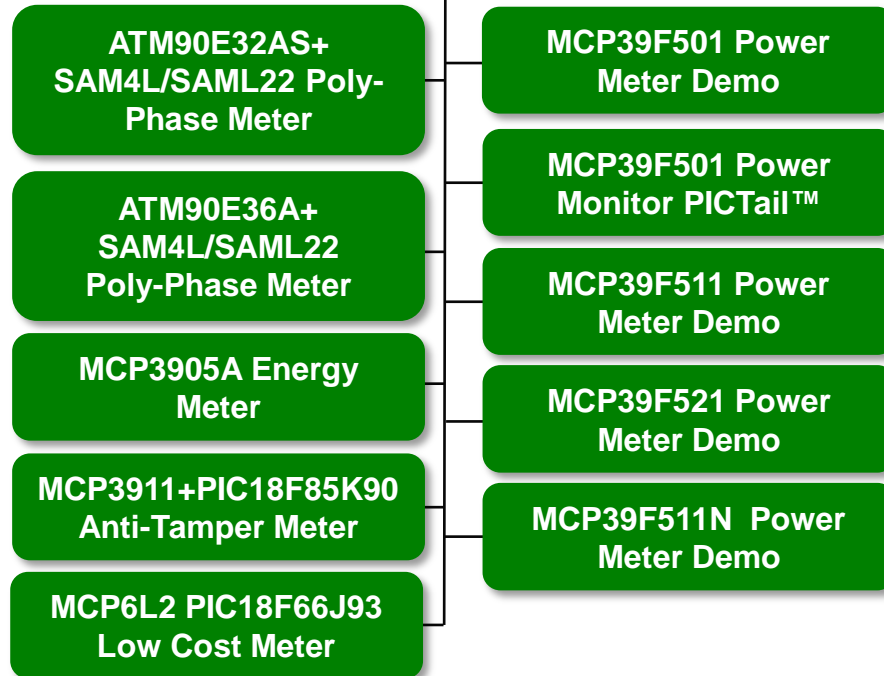 ATM90E32AS+
SAM4L/SAML22 Poly-
Phase Meter
ATM90E36A+
SAM4L/SAML22
Poly-Phase Meter
MCP3905A Energy
Meter
MCP3911+PIC18F85K90
Anti-Tamper Meter
MCP6L2 PIC18F66J93
Low Cost Meter
MCP39F501 Power
Meter Demo
MCP39F501 Power
Monitor PICTail™
MCP39F511 Power
Meter Demo
MCP39F521 Power
Meter Demo
MCP39F511N Power
Meter Demo